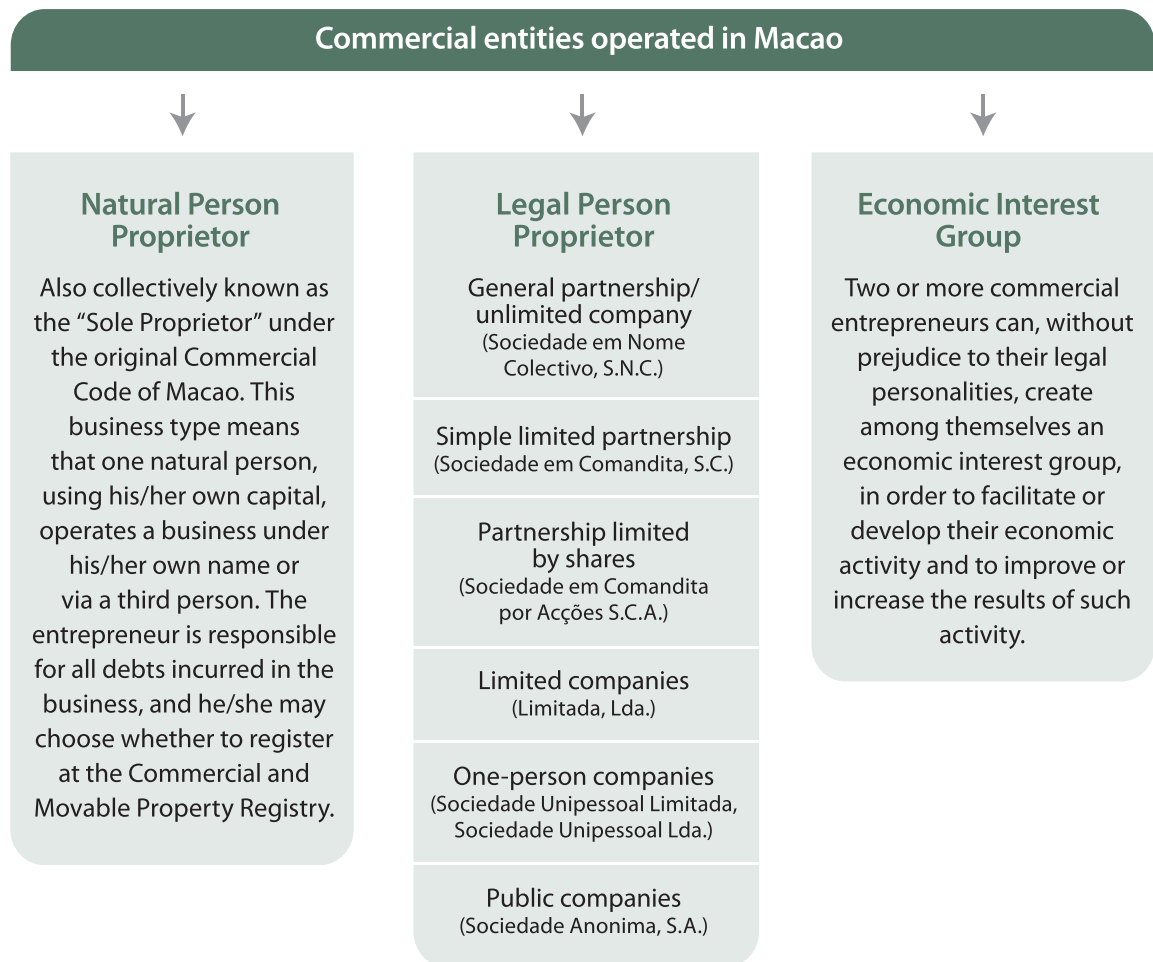 Commercial entities operated in Macao
Natural Person
Proprietor
Also collectively known as
the “Sole Proprietor” under
the original Commercial
Code of Macao. This
business type means
that one natural person,
using his/her own capital,
operates a business under
his/her own name or
via a third person. The
entrepreneur is responsible
for all debts incurred in the
business, and he/she may
choose whether to register
at the Commercial and
Movable Property Registry.
Legal Person
Proprietor
General partnership/
unlimited company
(Sociedade em Nome
Colectivo, S.N.C.)
Simple limited partnership
(Sociedade em Comandita, S.C.)
Partnership limited
by shares
(Sociedade em Comandita
por Acções S.C.A.)
Limited companies
(Limitada, Lda.)
One-person companies
(Sociedade Unipessoal Limitada,
Sociedade Unipessoal Lda.)
Public companies
(Sociedade Anonima, S.A.)
Economic Interest
Group
Two or more commercial
entrepreneurs can, without
prejudice to their legal
personalities, create
among themselves an
economic interest group,
in order to facilitate or
develop their economic
activity and to improve or
increase the results of such
activity.